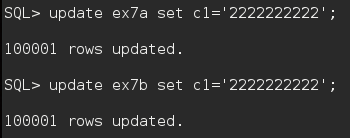 SQL> update ex7a set c1='2222222222';
100001 rows updated.
SQL> update ex7b set c1='2222222222';
100001 rows updated.